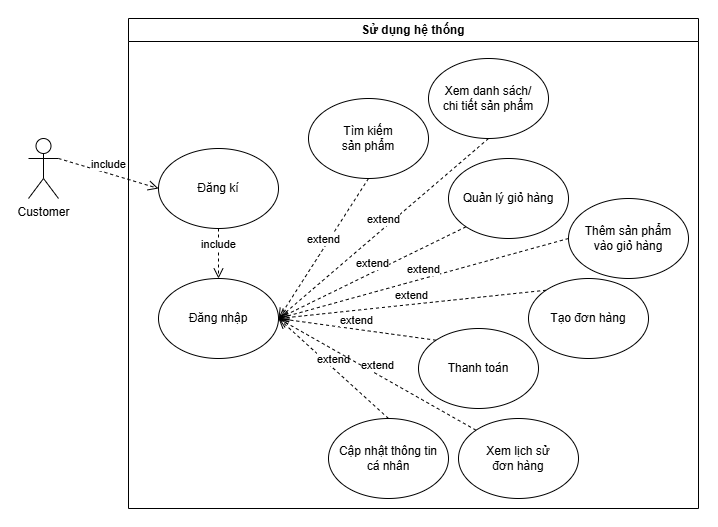 Sử dụng hệ thống
Xem danh sách/
chi tiết sản phẩm
Tìm kiếm
sản phẩm
include
Đăng kí
Customer
Quản lý giỏ hàng
extend
Thêm sản phẩm
vào giỏ hàng
extend
include
extend
extend
Đăng nhập
extend
Tạo đơn hàng
extend
Thanh toán
extend
extend
Cập nhật thông tin
cá nhân
Xem lịch sử
đơn hàng